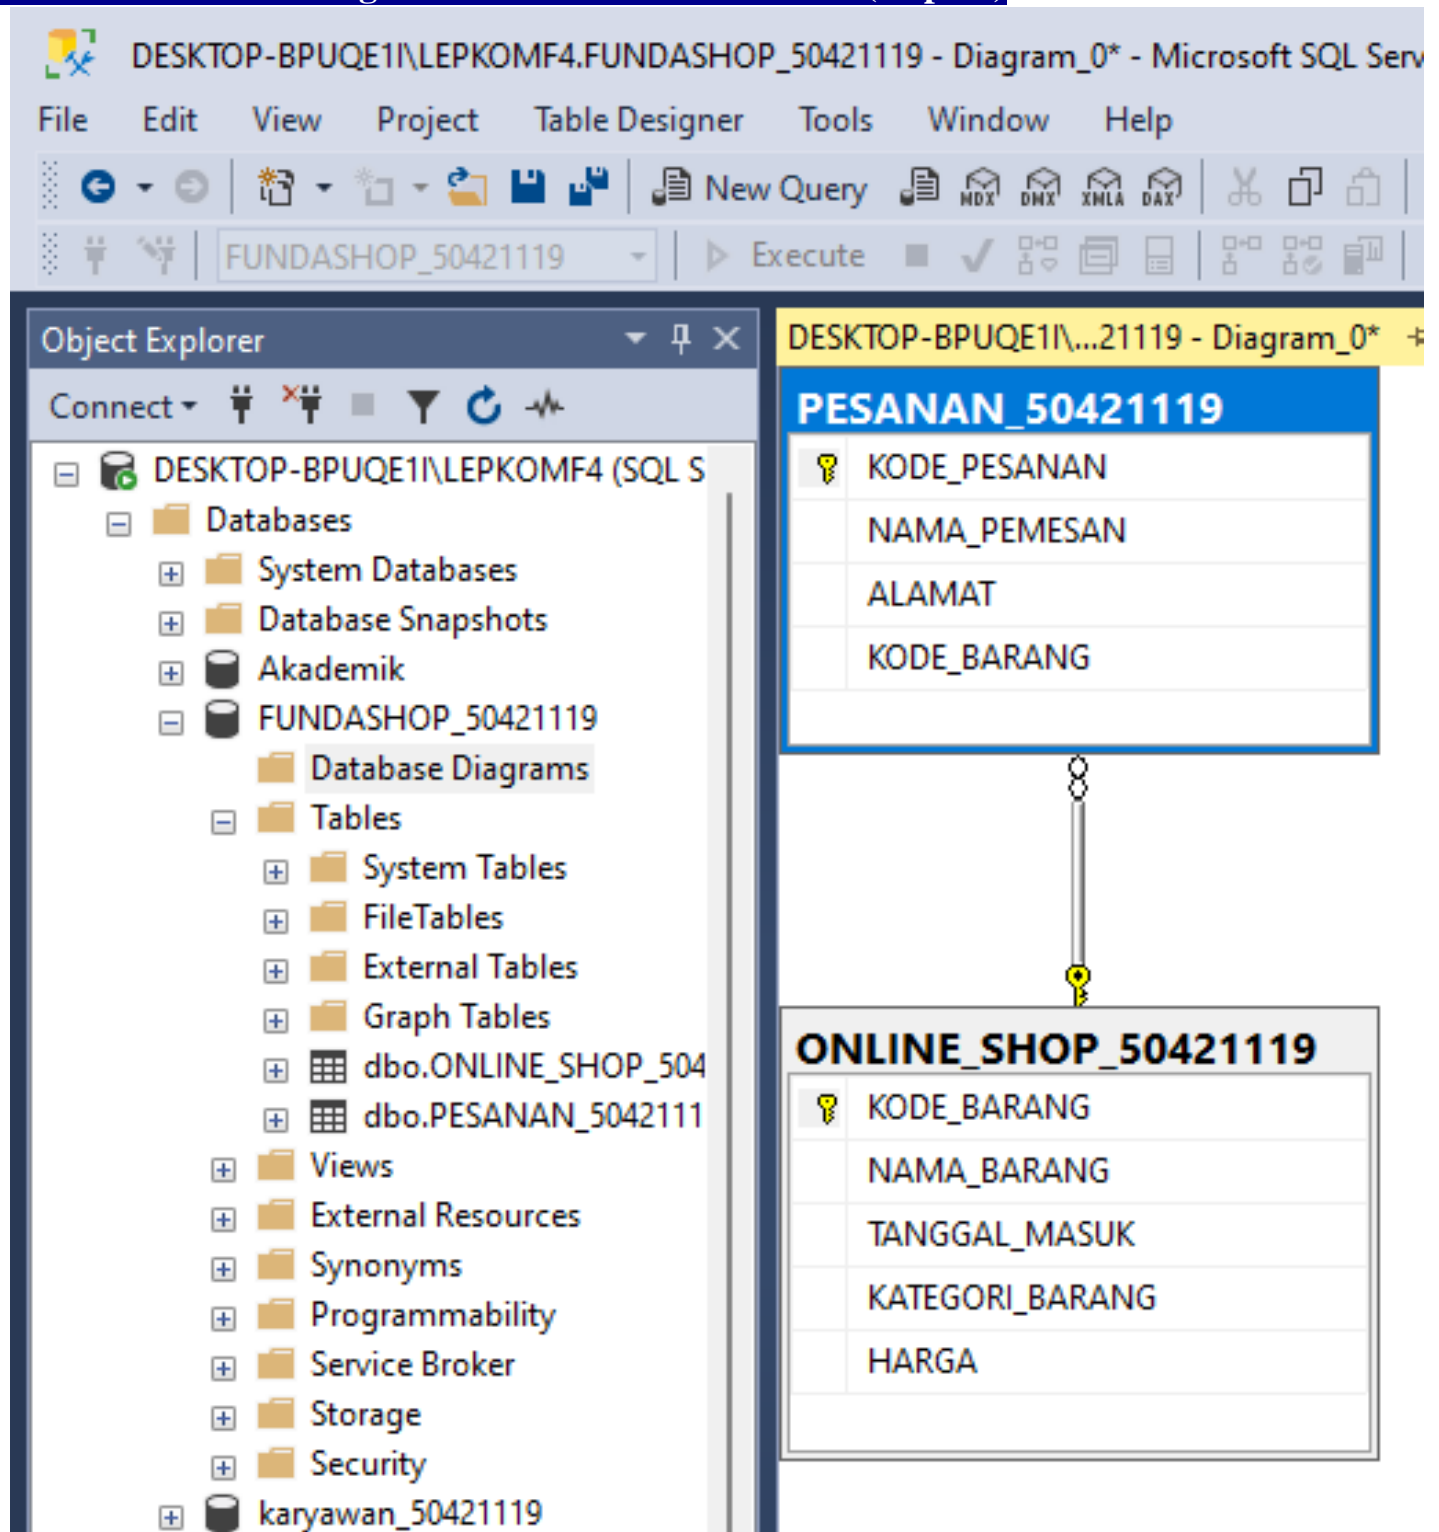 DESKTOP-BPUQE1I\LEPKOMF4.FUNDASHOP_50421119 - Diagram_0* - Microsoft SQL Serv
File Edit View Project Table Designer Tools Window Help
New Query MDX DMX XMLA DAX
FUNDASHOP_50421119 Execute
Object Explorer
Connect
DESKTOP-BPUQE1I\LEPKOMF4 (SQL S
Databases
System Databases
Database Snapshots
Akademik
FUNDASHOP_50421119
Database Diagrams
Tables
System Tables
FileTables
External Tables
Graph Tables
dbo.ONLINE_SHOP_504
dbo.PESANAN_5042111
Views
External Resources
Synonyms
Programmability
Service Broker
Storage
Security
karyawan_50421119
DESKTOP-BPUQE1I\...21119 - Diagram_0*
PESANAN_50421119
KODE_PESANAN
NAMA_PEMESAN
ALAMAT
KODE_BARANG
ONLINE_SHOP_50421119
KODE_BARANG
NAMA_BARANG
TANGGAL_MASUK
KATEGORI_BARANG
HARGA